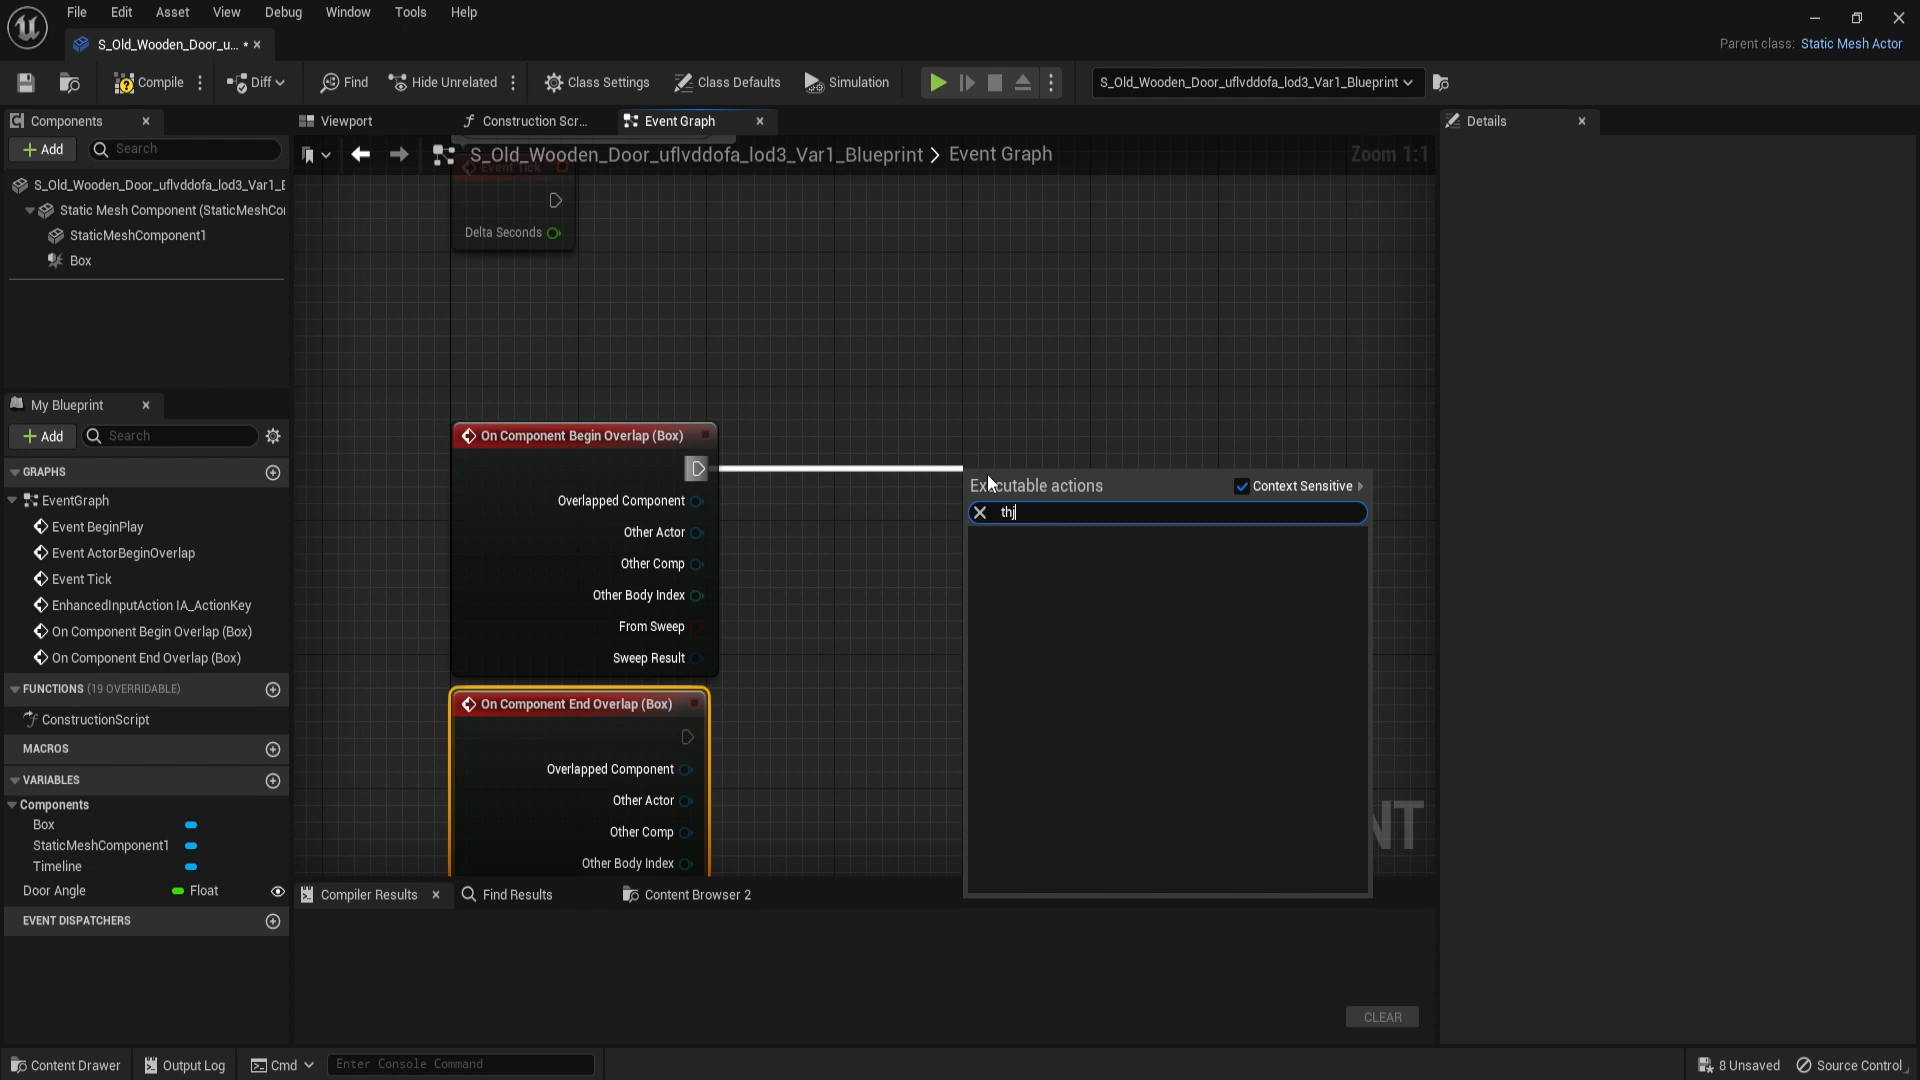 File Edit Asset View Debug Window Tools Help
S_Old_Wooden_Door_u... •
Parent class: Static Mesh Actor
Compile Diff Find Hide Unrelated Class Settings Class Defaults Simulation S_Old_Wooden_Door_uflvddofa_lod3_Var1_Blueprint
Components
Add Search
S_Old_Wooden_Door_uflvddofa_lod3_Var1_E
Static Mesh Component (StaticMeshCo
StaticMeshComponent1
Box
My Blueprint
Add Search
GRAPHS
EventGraph
Event BeginPlay
Event ActorBeginOverlap
Event Tick
EnhancedInputAction IA_ActionKey
On Component Begin Overlap (Box)
On Component End Overlap (Box)
FUNCTIONS (19 OVERRIDABLE)
ConstructionScript
MACROS
VARIABLES
Components
Box
StaticMeshComponent1
Timeline
Door Angle Float
EVENT DISPATCHERS
Viewport Construction Scr... Event Graph
S_Old_Wooden_Door_uflvddofa_lod3_Var1_Blueprint > Event Graph Zoom 1:1
Event Tick
Delta Seconds
On Component Begin Overlap (Box)
Overlapped Component
Other Actor
Other Comp
Other Body Index
From Sweep
Sweep Result
On Component End Overlap (Box)
Overlapped Component
Other Actor
Other Comp
Other Body Index
Executable actions Context Sensitive
thj
NT
Compiler Results Find Results Content Browser 2
CLEAR
Details
Content Drawer Output Log Cmd Enter Console Command 8 Unsaved Source Control